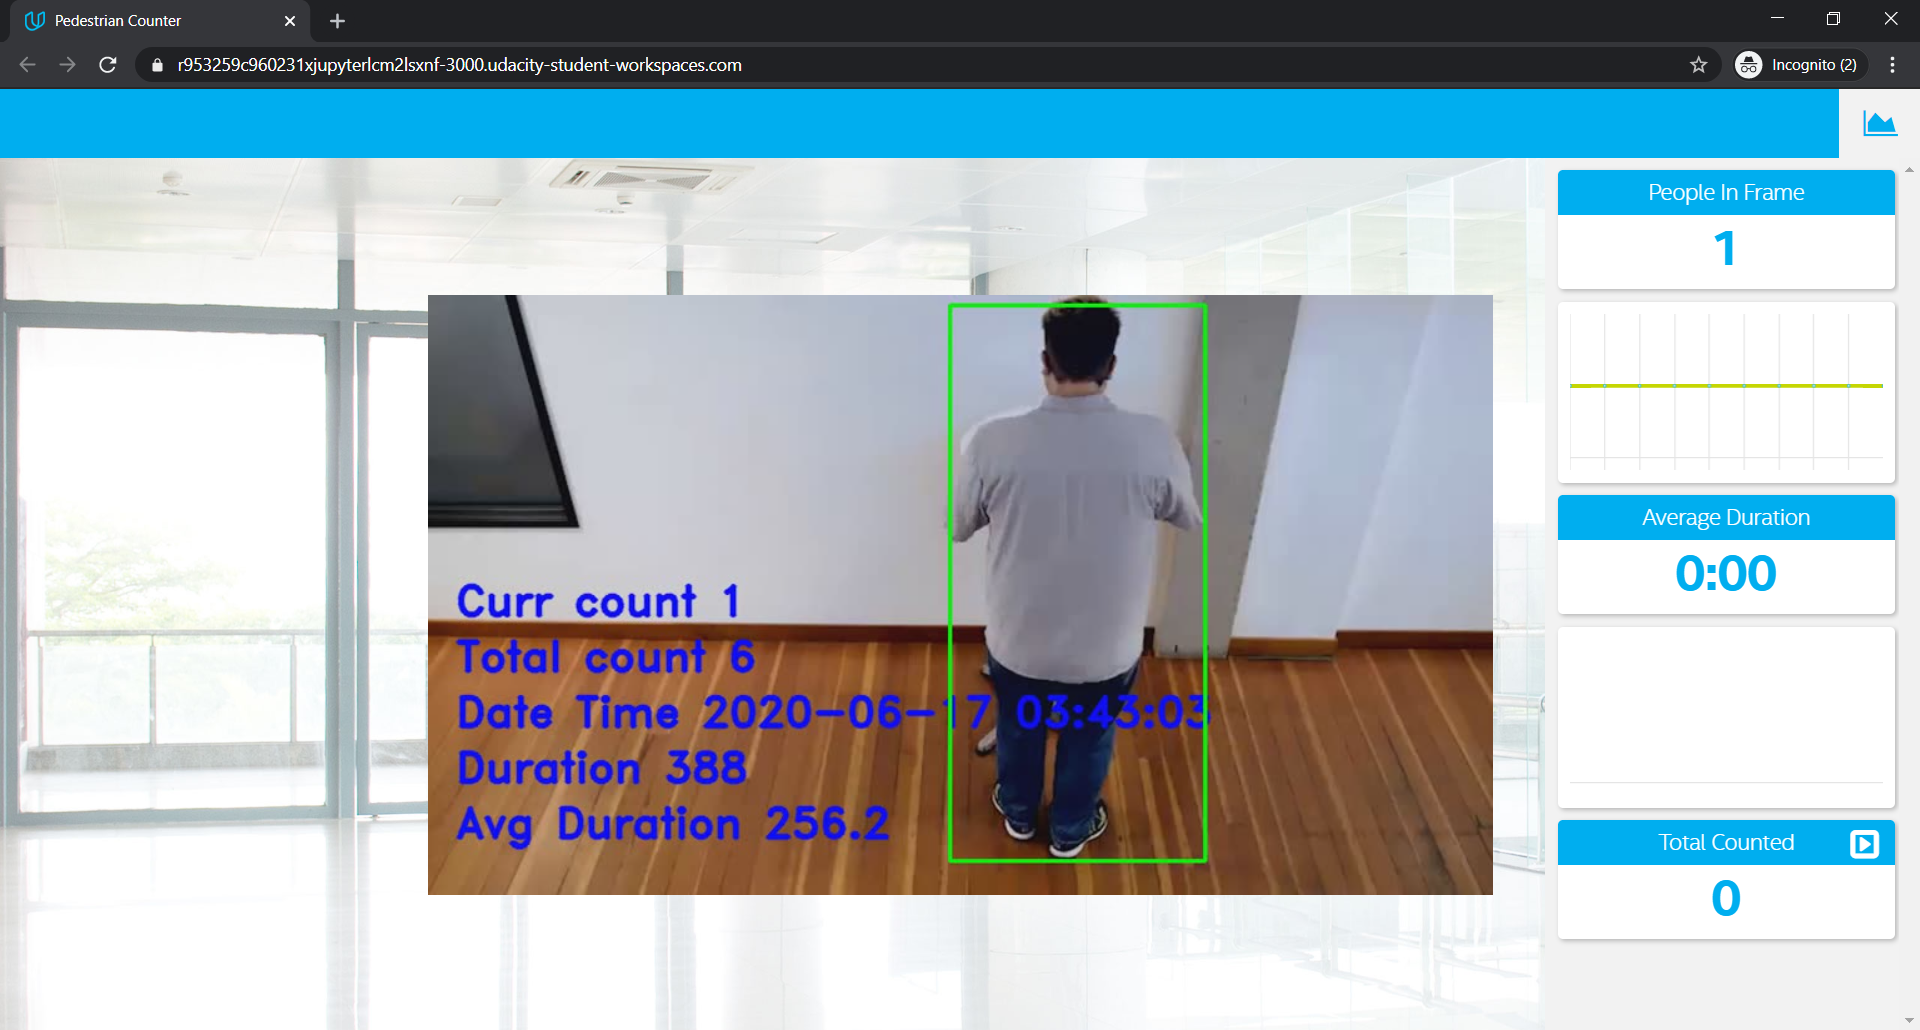 Pedestrian Counter
r953259c960231xjupyterlcm2lsxnf-3000.udacity-student-workspaces.com
Incognito (2)
People In Frame
1
Average Duration
0:00
Total Counted
0
Curr count 1
Total count 6
Date Time 2020-06-17 03:43:03
Duration 388
Avg Duration 256.2